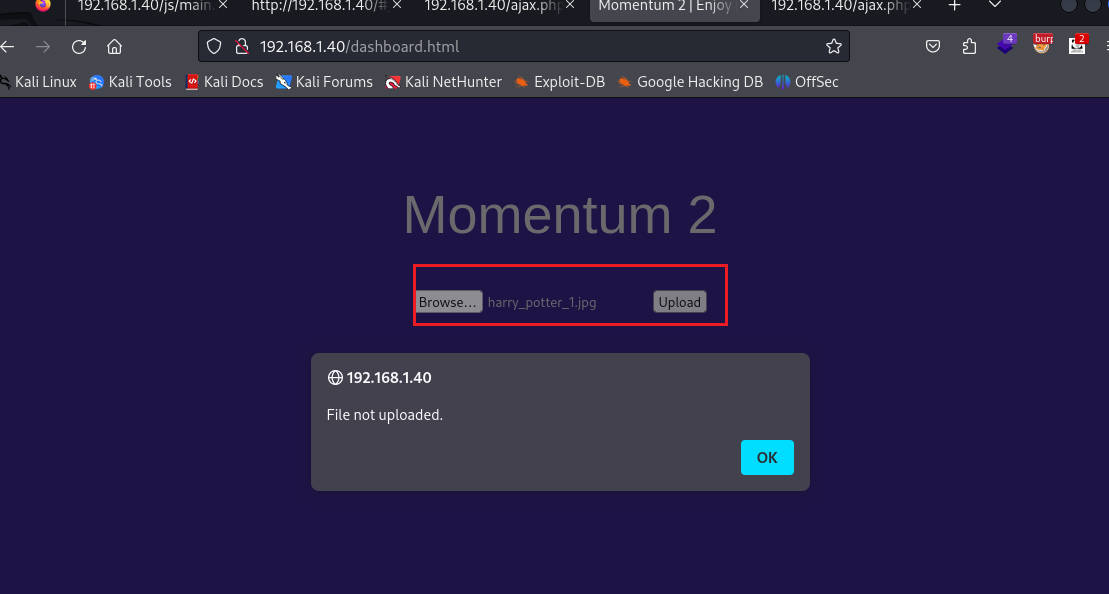 192.168.1.40/js/main. http://192.168.1.40/# 192.168.1.40/ajax.php Momentum 2 | Enjoy 192.168.1.40/ajax.php
192.168.1.40/dashboard.html 4 burp 2
Kali Linux Kali Tools Kali Docs Kali Forums Kali NetHunter Exploit-DB Google Hacking DB OffSec
Momentum 2
Browse... harry_potter_1.jpg Upload
192.168.1.40
File not uploaded.
OK